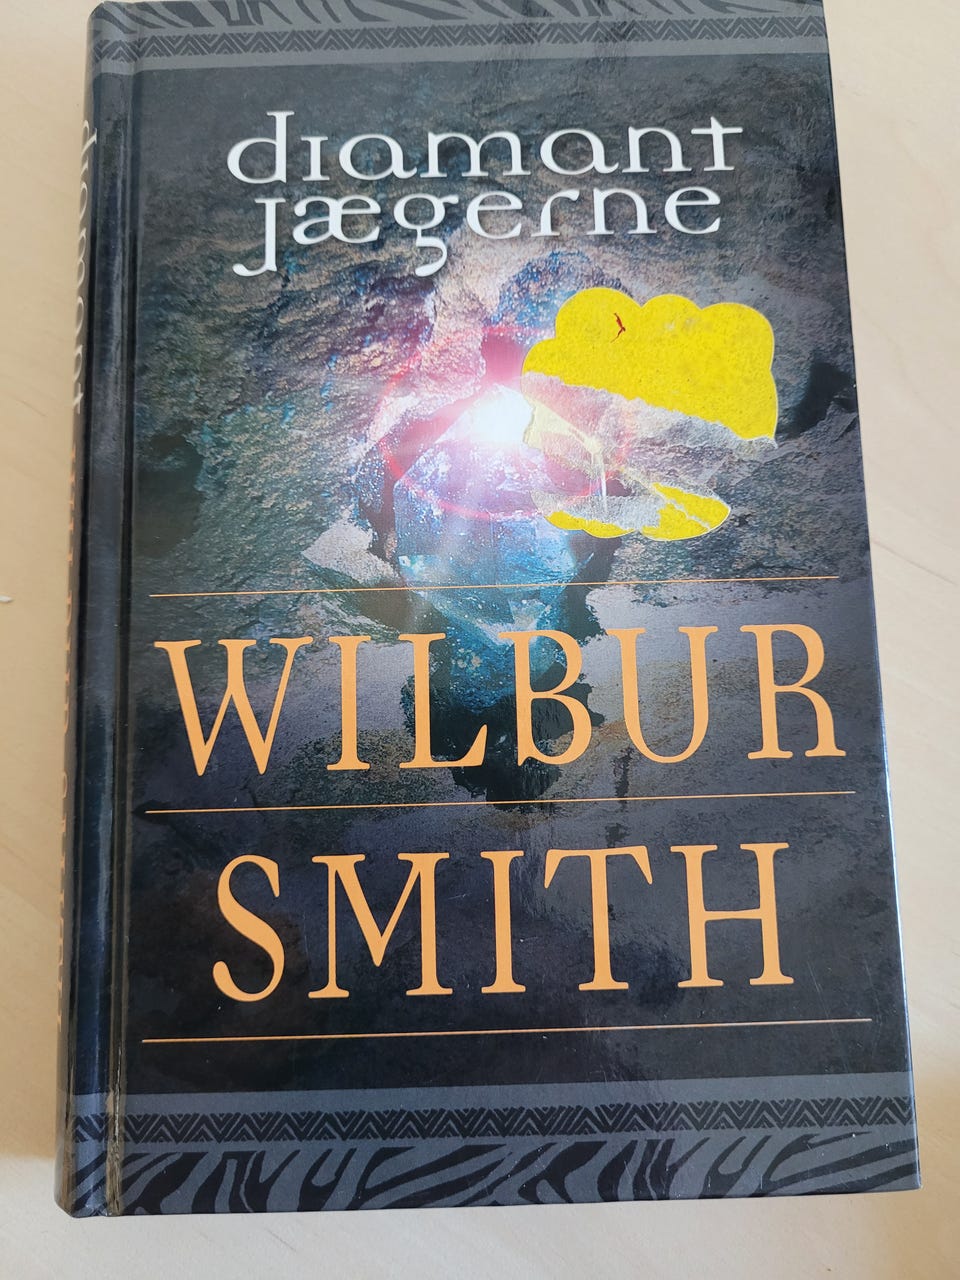 diamant
jægerne
WILBUR
SMITH